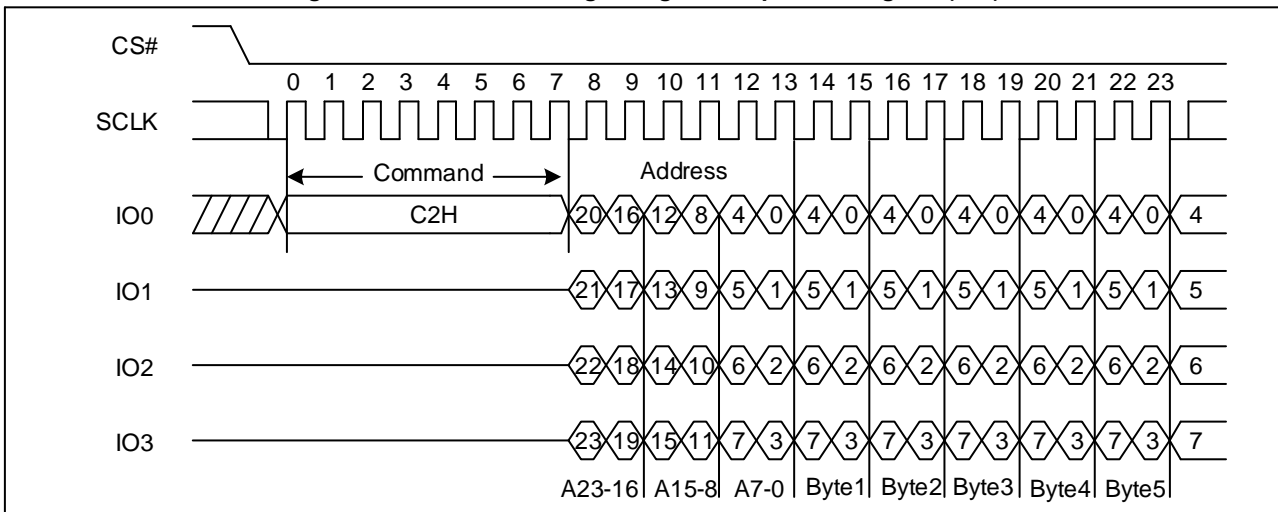 CS#
0 1 2 3 4 5 6 7 8 9 10 11 12 13 14 15 16 17 18 19 20 21 22 23
SCLK
Command Address
IO0 C2H 20 16 12 8 4 0 4 0 4 0 4 0 4 0 4 0 4
IO1 21 17 13 9 5 1 5 1 5 1 5 1 5 1 5 1 5
IO2 22 18 14 10 6 2 6 2 6 2 6 2 6 2 6 2 6
IO3 23 19 15 11 7 3 7 3 7 3 7 3 7 3 7 3 7
A23-16 A15-8 A7-0 Byte1 Byte2 Byte3 Byte4 Byte5